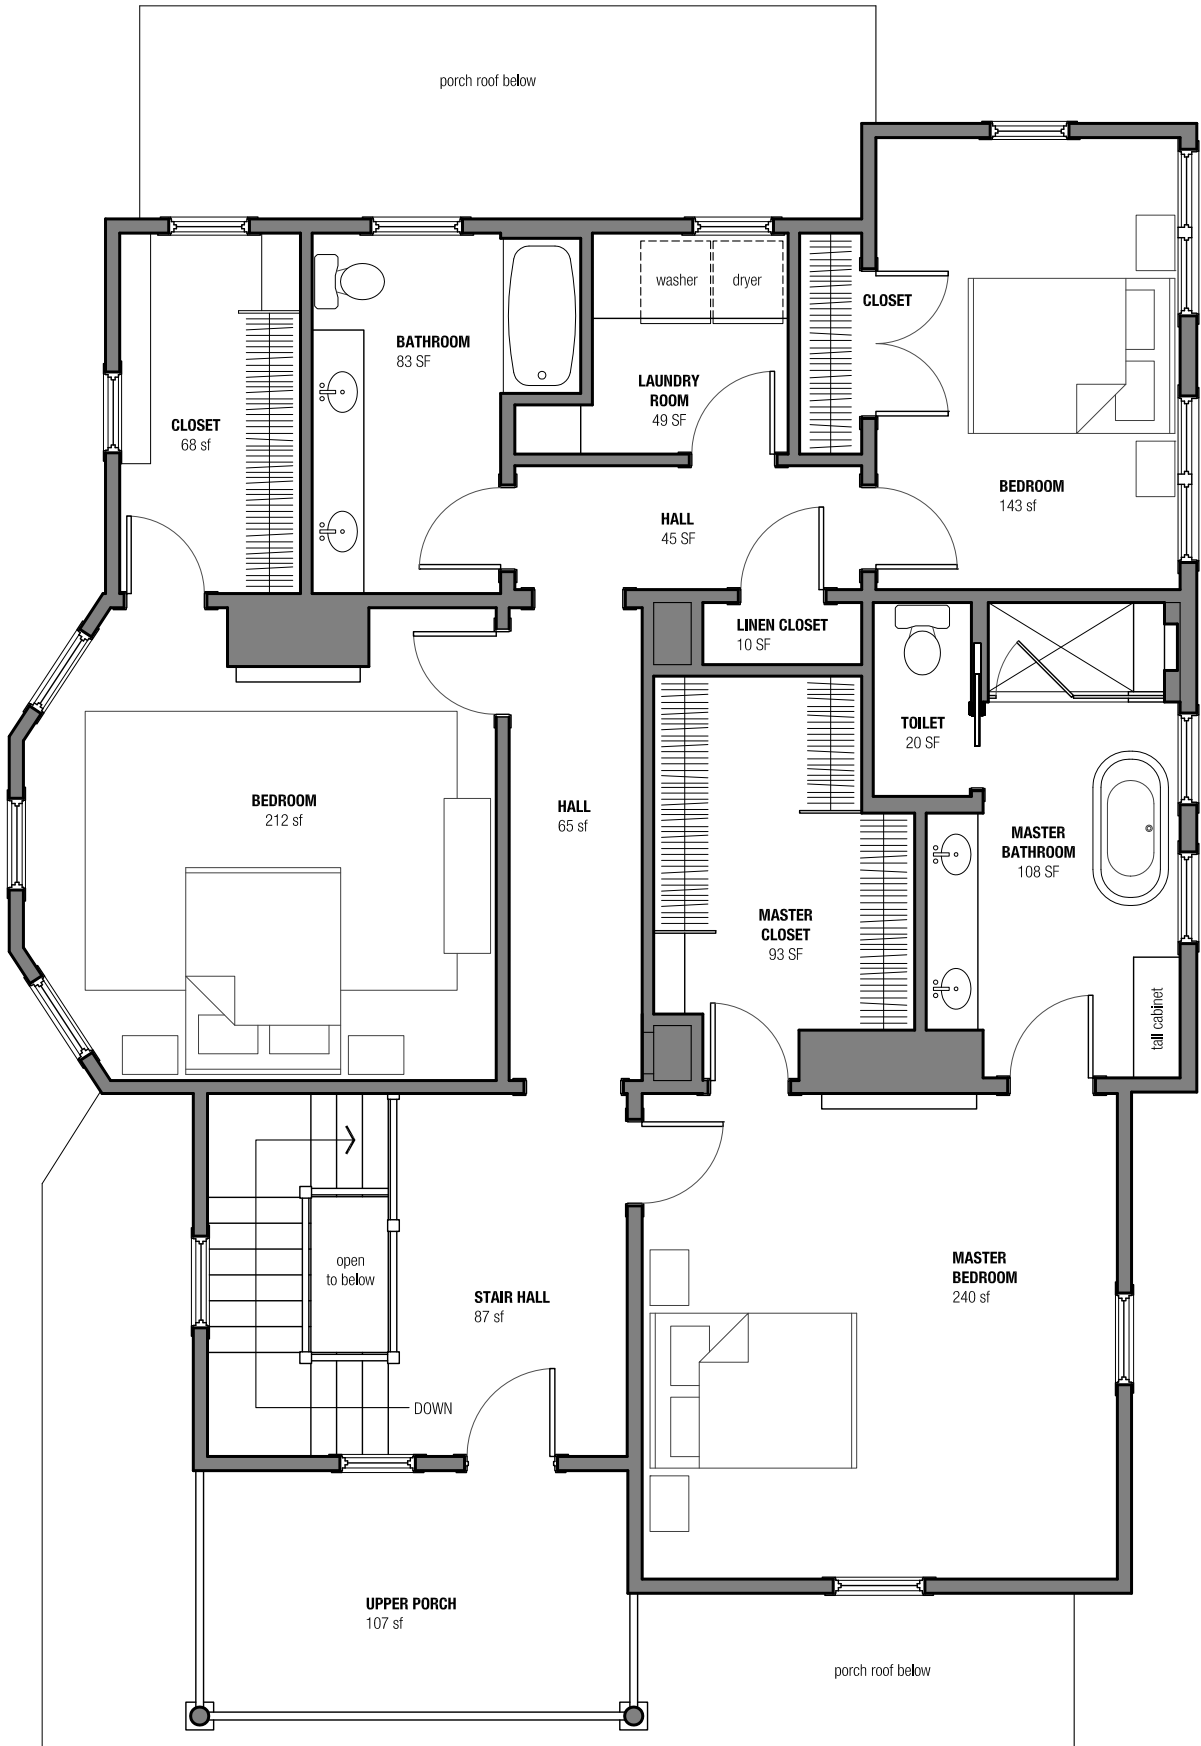 porch roof below
washer
dryer
CLOSET
BATHROOM
83 SF
LAUNDRY
ROOM
49 SF
CLOSET
68 sf
BEDROOM
143 sf
HALL
45 SF
LINEN CLOSET
10 SF
TOILET
20 SF
BEDROOM
212 sf
HALL
65 sf
MASTER
BATHROOM
108 SF
MASTER
CLOSET
93 SF
tall cabinet
open
to below
MASTER
BEDROOM
240 sf
STAIR HALL
87 sf
DOWN
UPPER PORCH
107 sf
porch roof below